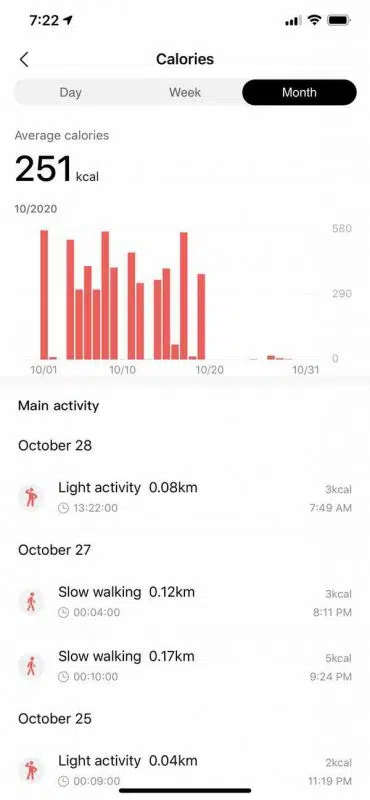 7:22
Calories
Day Week Month
Average calories
251 kcal
10/2020
580
290
0
10/01 10/10 10/20 10/31
Main activity
October 28
Light activity 0.08km 3kcal
13:22:00 7:49 AM
October 27
Slow walking 0.12km 3kcal
00:04:00 8:11 PM
Slow walking 0.17km 5kcal
00:10:00 9:24 PM
October 25
Light activity 0.04km 2kcal
00:09:00 11:19 PM